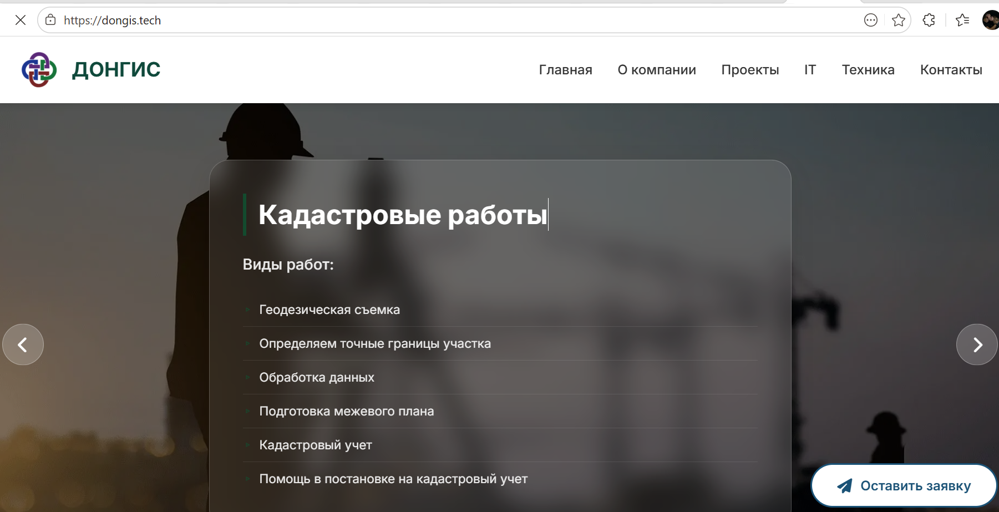 https://dongis.tech
ДОНГИС
Главная О компании Проекты IT Техника Контакты
Кадастровые работы
Виды работ:
Геодезическая съемка
Определяем точные границы участка
Обработка данных
Подготовка межевого плана
Кадастровый учет
Помощь в постановке на кадастровый учет
Оставить заявку